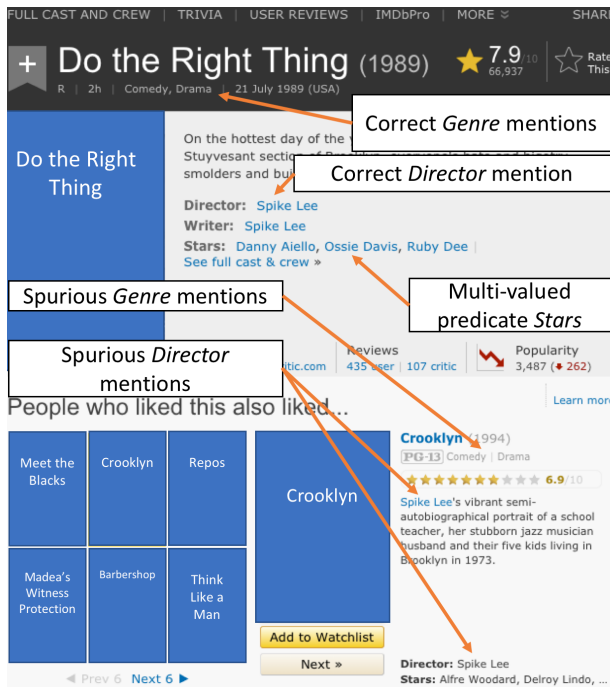 FULL CAST AND CREW | TRIVIA | USER REVIEWS | IMDbPro | MORE SHAR
+ Do the Right Thing (1989) 7.9/10 Rate
66,937 This
R | 2h | Comedy, Drama | 21 July 1989 (USA)
Correct Genre mentions
On the hottest day of the
Do the Right
Thing
Stuyvesant section of Brooklyn,
smolders and bui
Correct Director mention
Director: Spike Lee
Writer: Spike Lee
Stars: Danny Aiello, Ossie Davis, Ruby Dee |
See full cast & crew »
Spurious Genre mentions
Multi-valued
predicate Stars
Spurious Director
mentions
Reviews
Popularity
itic.com 435 user | 107 critic 3,487 (262)
People who liked this also liked...
Learn more
Meet the
Blacks
Crooklyn
Repos
Crooklyn
Madea's
Witness
Protection
Barbershop
Think
Like a
Man
Crooklyn (1994)
PG-13 Comedy | Drama
6.9/10
Spike Lee's vibrant semi-
autobiographical portrait of a school
teacher, her stubborn jazz musician
husband and their five kids living in
Brooklyn in 1973.
Add to Watchlist
Next »
Director: Spike Lee
Stars: Alfre Woodard, Delroy Lindo, ...
◀ Prev 6 Next 6 ▶